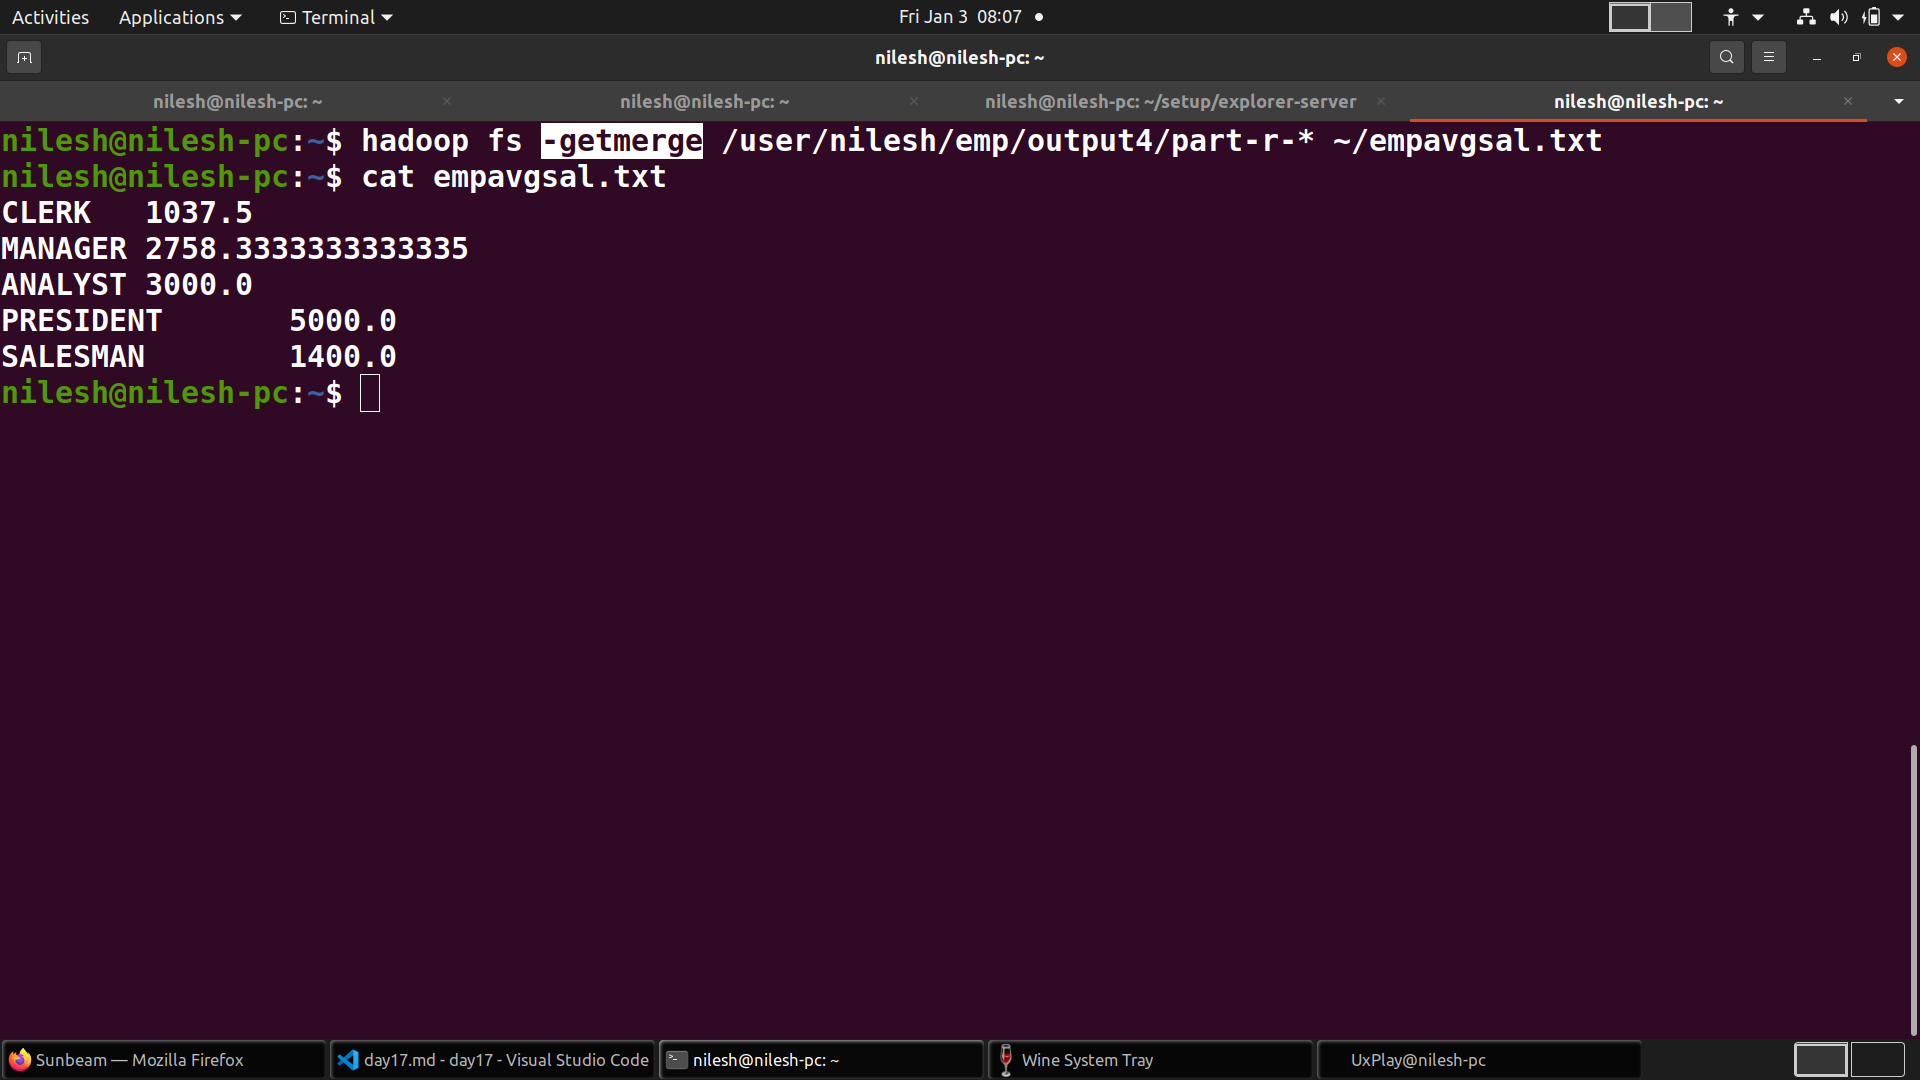 Activities Applications Terminal Fri Jan 3 08:07
nilesh@nilesh-pc: ~
nilesh@nilesh-pc: ~ nilesh@nilesh-pc: ~ nilesh@nilesh-pc: ~/setup/explorer-server nilesh@nilesh-pc: ~
nilesh@nilesh-pc:~$ hadoop fs -getmerge /user/nilesh/emp/output4/part-r-* ~/empavgsal.txt
nilesh@nilesh-pc:~$ cat empavgsal.txt
CLERK 1037.5
MANAGER 2758.3333333333335
ANALYST 3000.0
PRESIDENT 5000.0
SALESMAN 1400.0
nilesh@nilesh-pc:~$
Sunbeam — Mozilla Firefox day17.md - day17 - Visual Studio Code nilesh@nilesh-pc: ~ Wine System Tray UxPlay@nilesh-pc